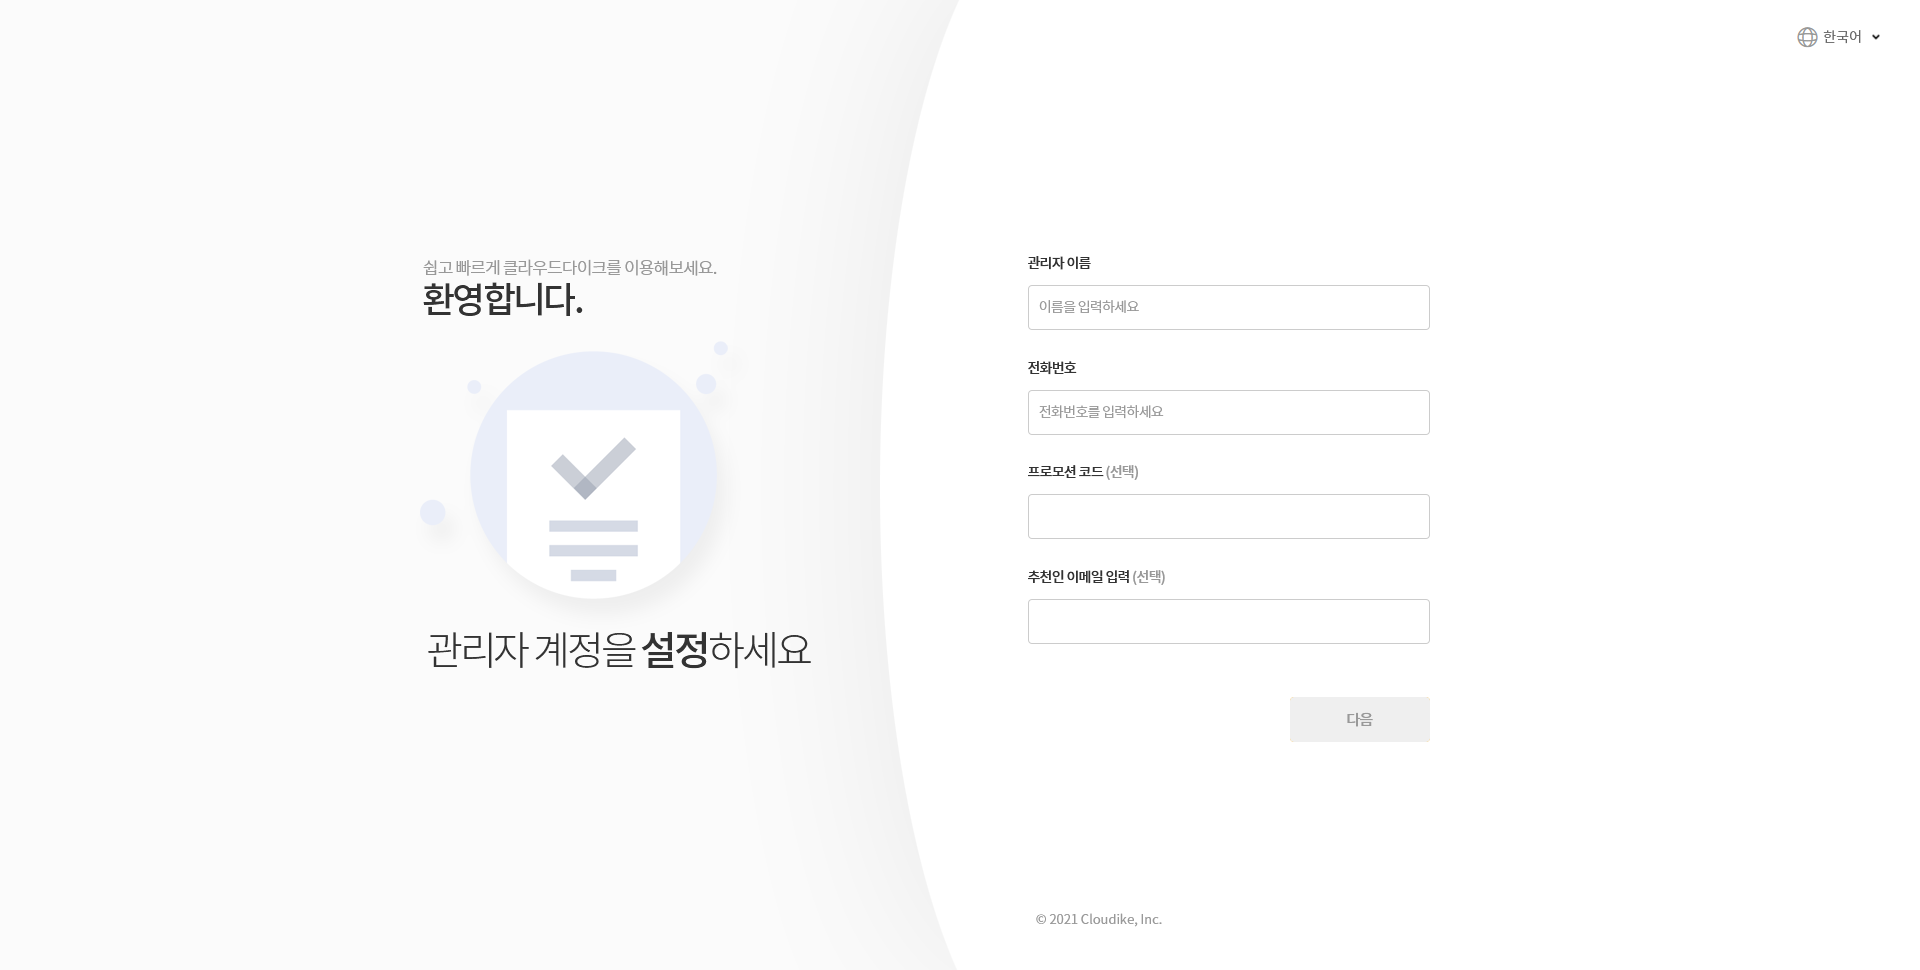 한국어
쉽고 빠르게 클라우드다이크를 이용해보세요.
환영합니다.
관리자 계정을 설정하세요
관리자 이름
이름을 입력하세요
전화번호
전화번호를 입력하세요
프로모션 코드 (선택)
추천인 이메일 입력 (선택)
다음
© 2021 Cloudike, Inc.